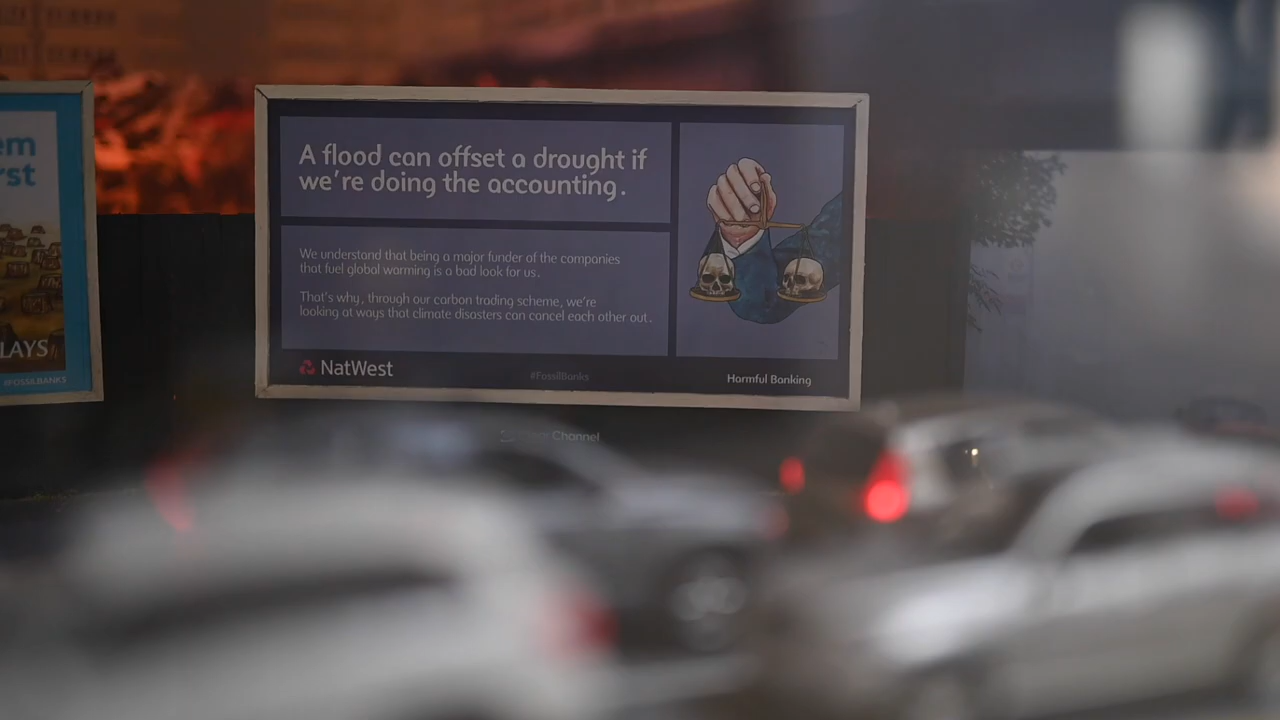 em
rst
LAYS
#FOSSILBANKS
A flood can offset a drought if
we're doing the accounting.
We understand that being a major funder of the companies
that fuel global warming is a bad look for us.
That's why, through our carbon trading scheme, we're
looking at ways that climate disasters can cancel each other out.
NatWest
#FossilBanks
Harmful Banking
Channel